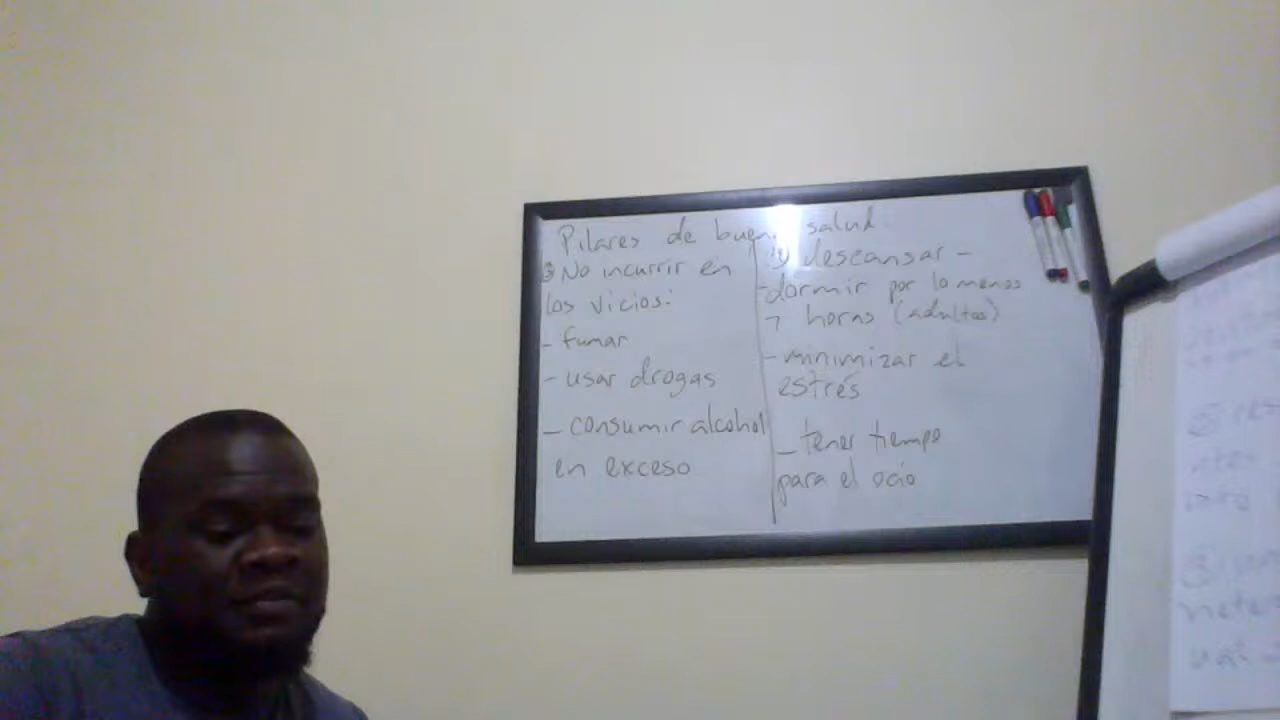 Pilares de buena salud:
③ No incurrir en
los vicios:
- fumar
- usar drogas
- consumir alcohol
en exceso
④ descansar -
- dormir por lo menos
7 horas (adultos)
- minimizar el
estrés
- tener tiempo
para el ocio